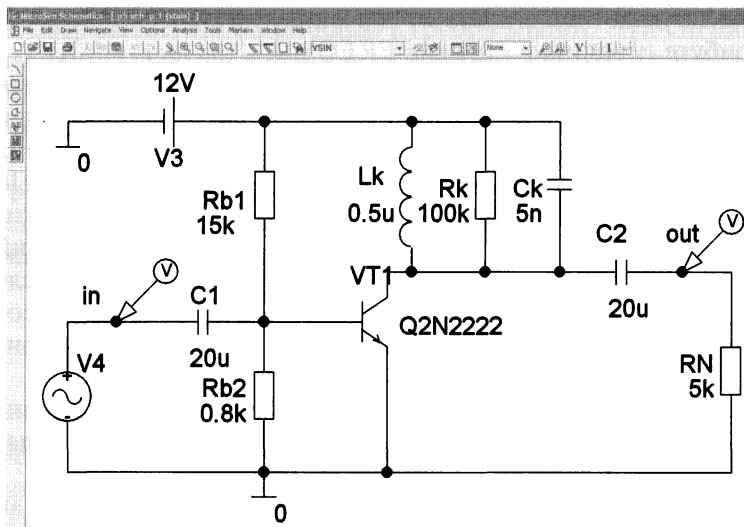 MicroSim Schematics
File Edit Draw Navigate View Options Analysis Tools Markers Window Help
VSIN
None
V
I
12V
V3
0
Rb1
15k
Lk
0.5u
Rk
100k
Ck
5n
V
C2
out
20u
V
in
C1
20u
VT1
Q2N2222
V4
Rb2
0.8k
RN
5k
0